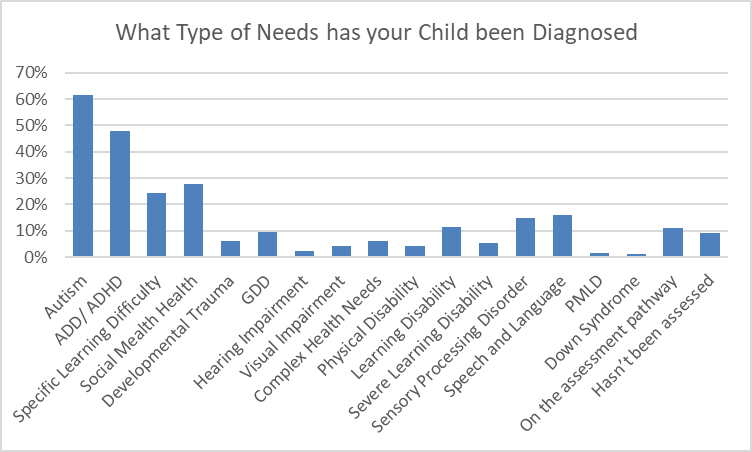 What Type of Needs has your Child been Diagnosed
70%
60%
50%
40%
30%
20%
10%
0%
Autism
ADD/ ADHD
Specific Learning Difficulty
Social Mealth Health
Developmental Trauma
GDD
Hearing Impairment
Visual Impairment
Complex Health Needs
Physical Disability
Learning Disability
Severe Learning Disability
Sensory Processing Disorder
Speech and Language
PMLD
Down Syndrome
On the assessment pathway
Hasn’t been assessed